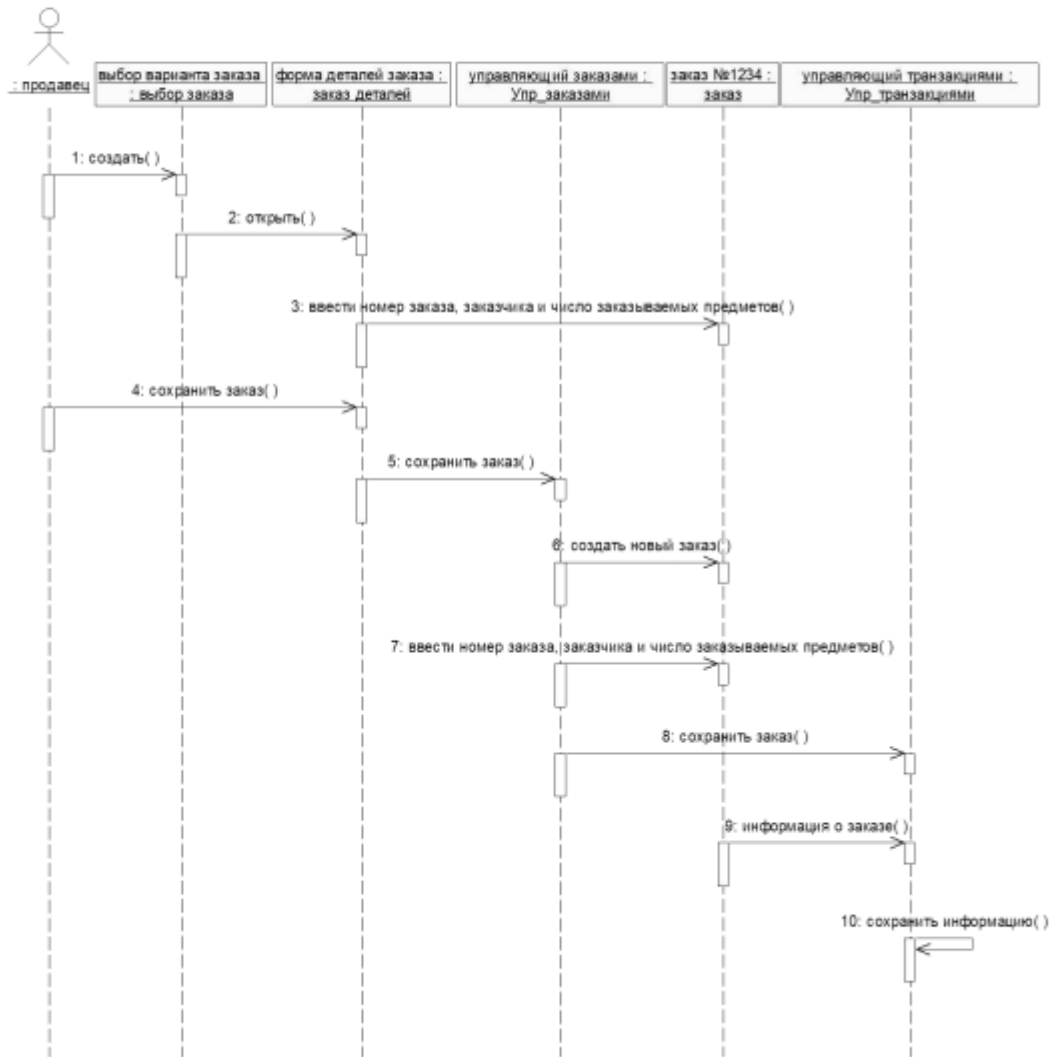 : продавец
выбор варианта заказа
: выбор заказа
форма деталей заказа :
заказ деталей
управляющий заказами :
Упр_заказами
заказ №1234 :
заказ
управляющий транзакциями :
Упр_транзакциями
1: создать( )
2: открыть( )
3: ввести номер заказа, заказчика и число заказываемых предметов( )
4: сохранить заказ( )
5: сохранить заказ( )
6: создать новый заказ( )
7: ввести номер заказа, заказчика и число заказываемых предметов( )
8: сохранить заказ( )
9: информация о заказе( )
10: сохранить информацию( )